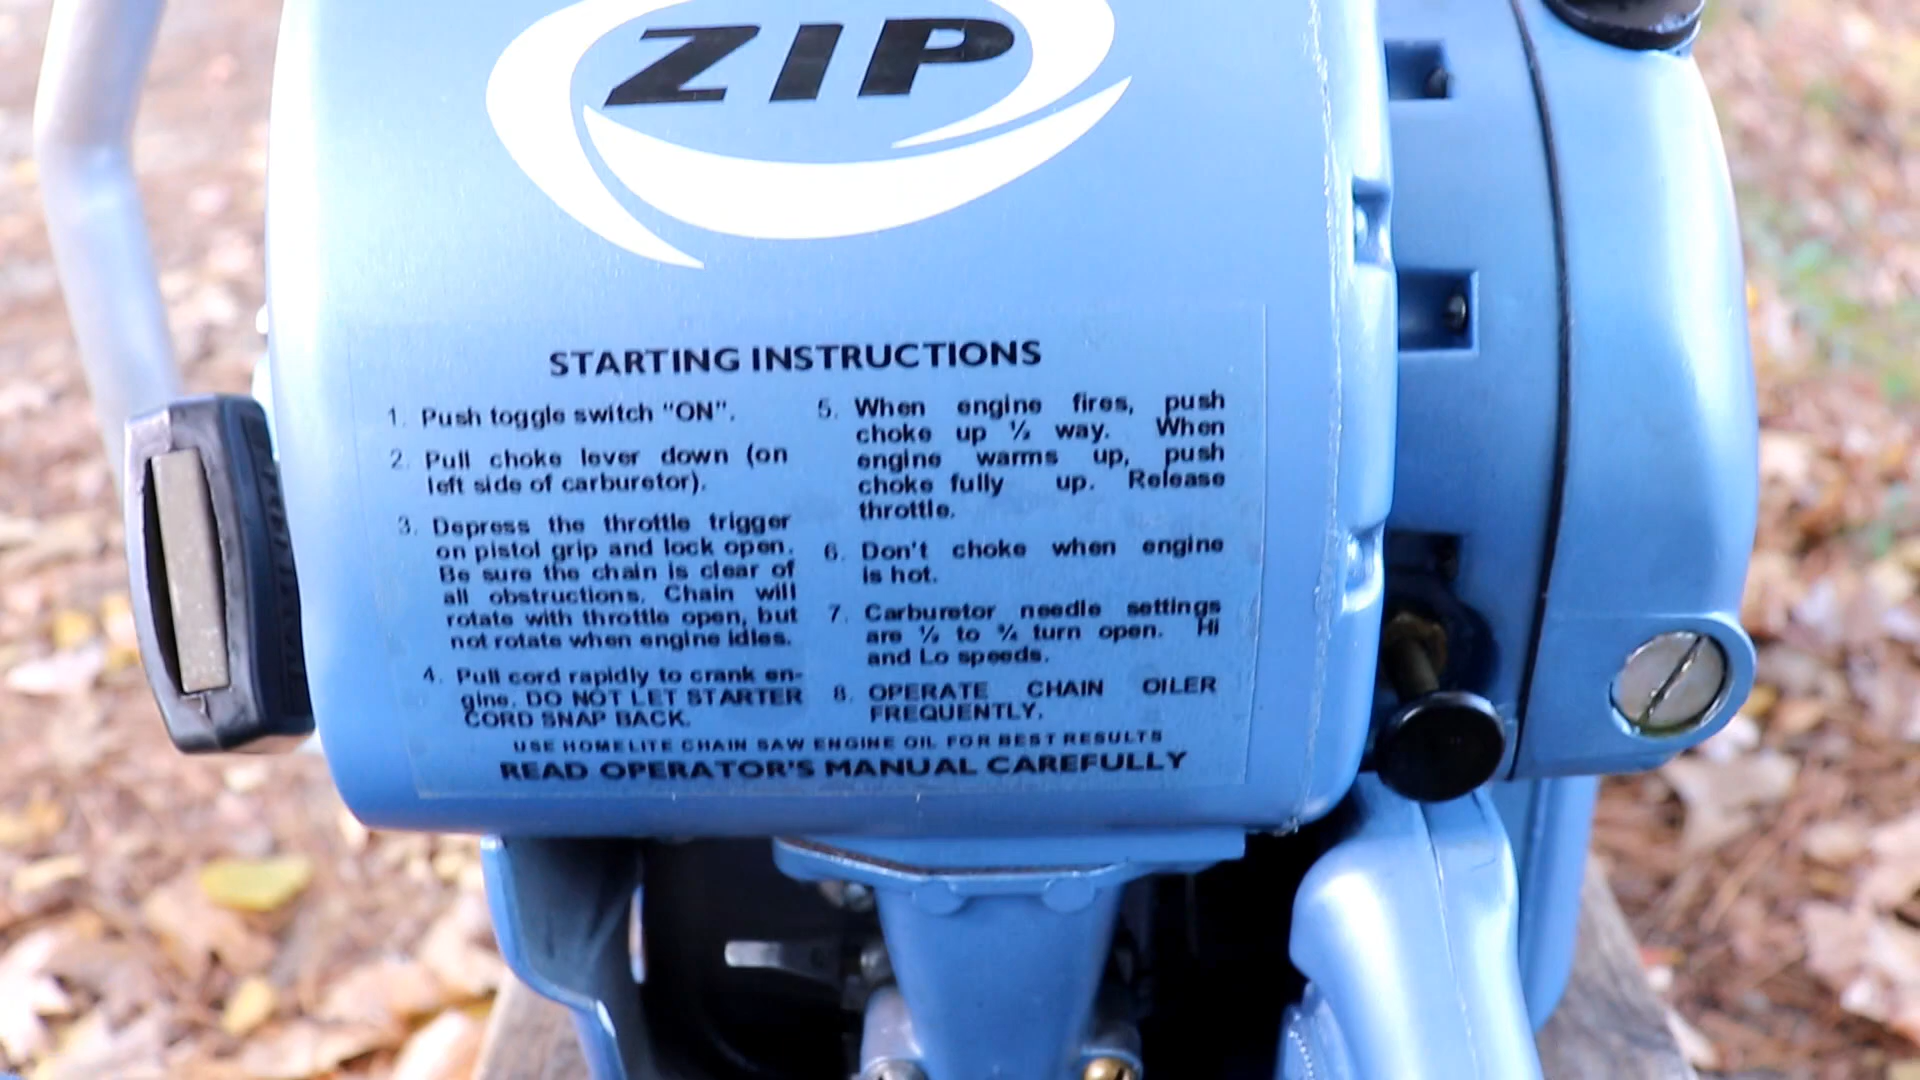 ZIP
STARTING INSTRUCTIONS
1. Push toggle switch "ON".
2. Pull choke lever down (on
left side of carburetor).
3. Depress the throttle trigger
on pistol grip and lock open.
Be sure the chain is clear of
all obstructions. Chain will
rotate with throttle open, but
not rotate when engine idles.
4. Pull cord rapidly to crank en-
gine. DO NOT LET STARTER
CORD SNAP BACK.
5. When engine fires, push
choke up ½ way. When
engine warms up, push
choke fully up. Release
throttle.
6. Don't choke when engine
is hot.
7. Carburetor needle settings
are ½ to ¾ turn open. Hi
and Lo speeds.
8. OPERATE CHAIN OILER
FREQUENTLY.
USE HOMELITE CHAIN SAW ENGINE OIL FOR BEST RESULTS
READ OPERATOR'S MANUAL CAREFULLY